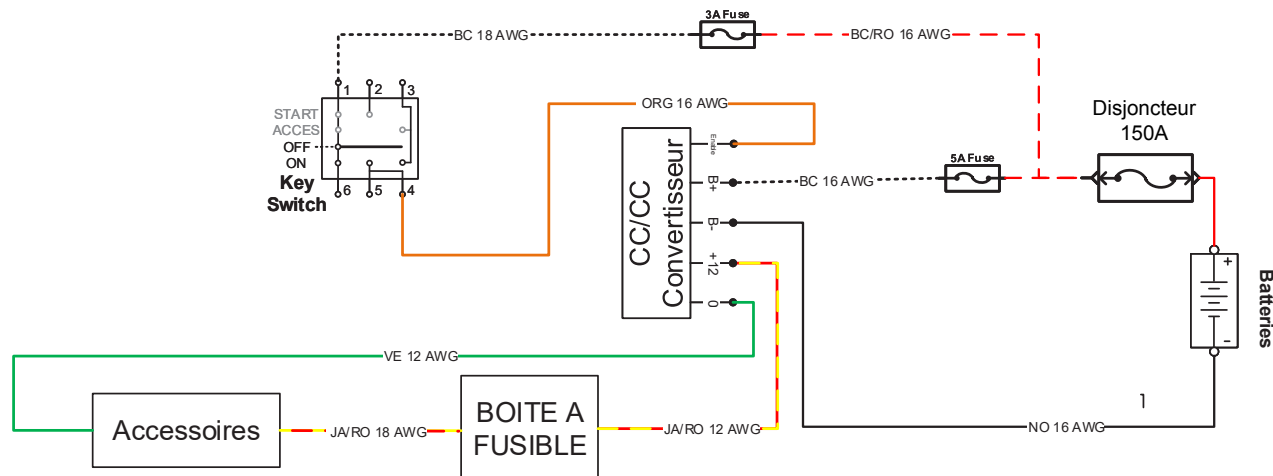 3A Fuse
BC 18 AWG
BC/RO 16 AWG
1 2 3
START
ACCES
OFF
ON
Key
Switch
6 5 4
ORG 16 AWG
CC/CC
Convertisseur
Enable
B+
B-
+12
0
BC 16 AWG
5A Fuse
Disjoncteur
150A
+
-
Batteries
VE 12 AWG
Accessoires
JA/RO 18 AWG
BOITE A
FUSIBLE
JA/RO 12 AWG
NO 16 AWG